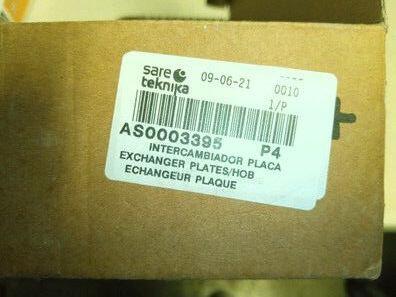 sare
teknika
09-06-21
----
0010
1/P
AS0003395 P4
INTERCAMBIADOR PLACA
EXCHANGER PLATES/HOB
ECHANGEUR PLAQUE